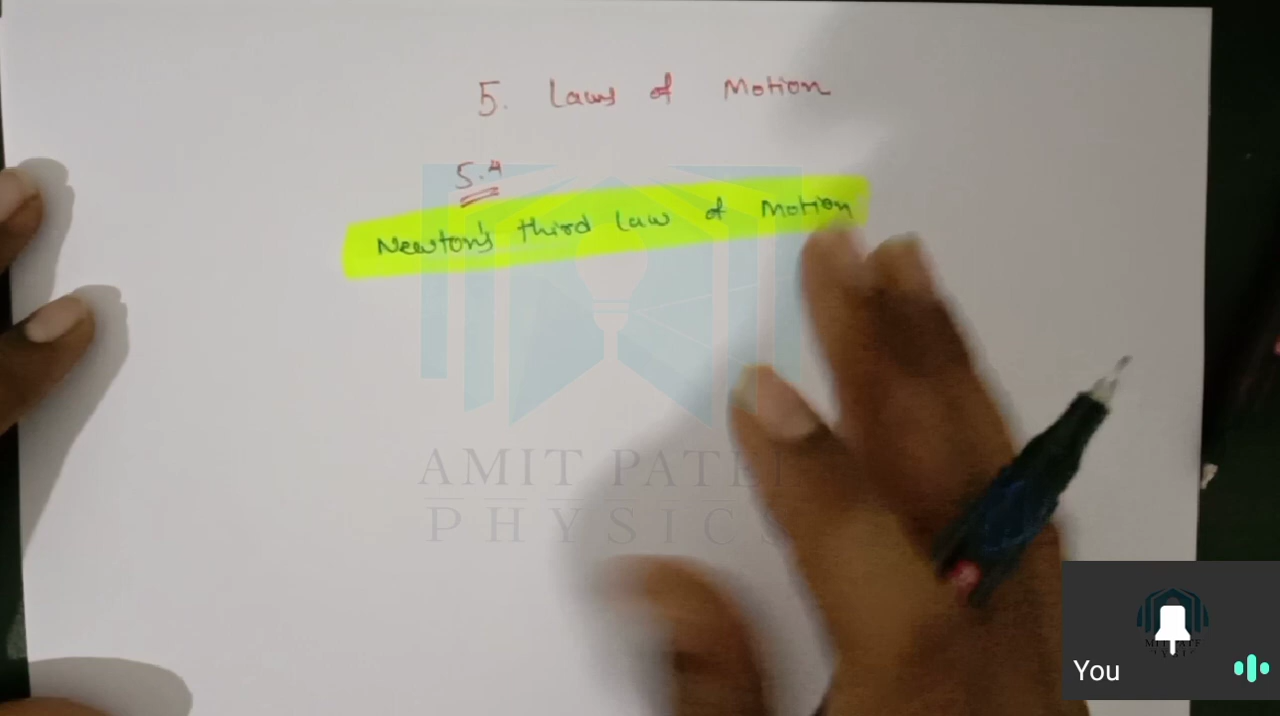 5. Laws of Motion
5.4
Newton's third Law of Motion
AMIT PATEL
PHYSICS
You